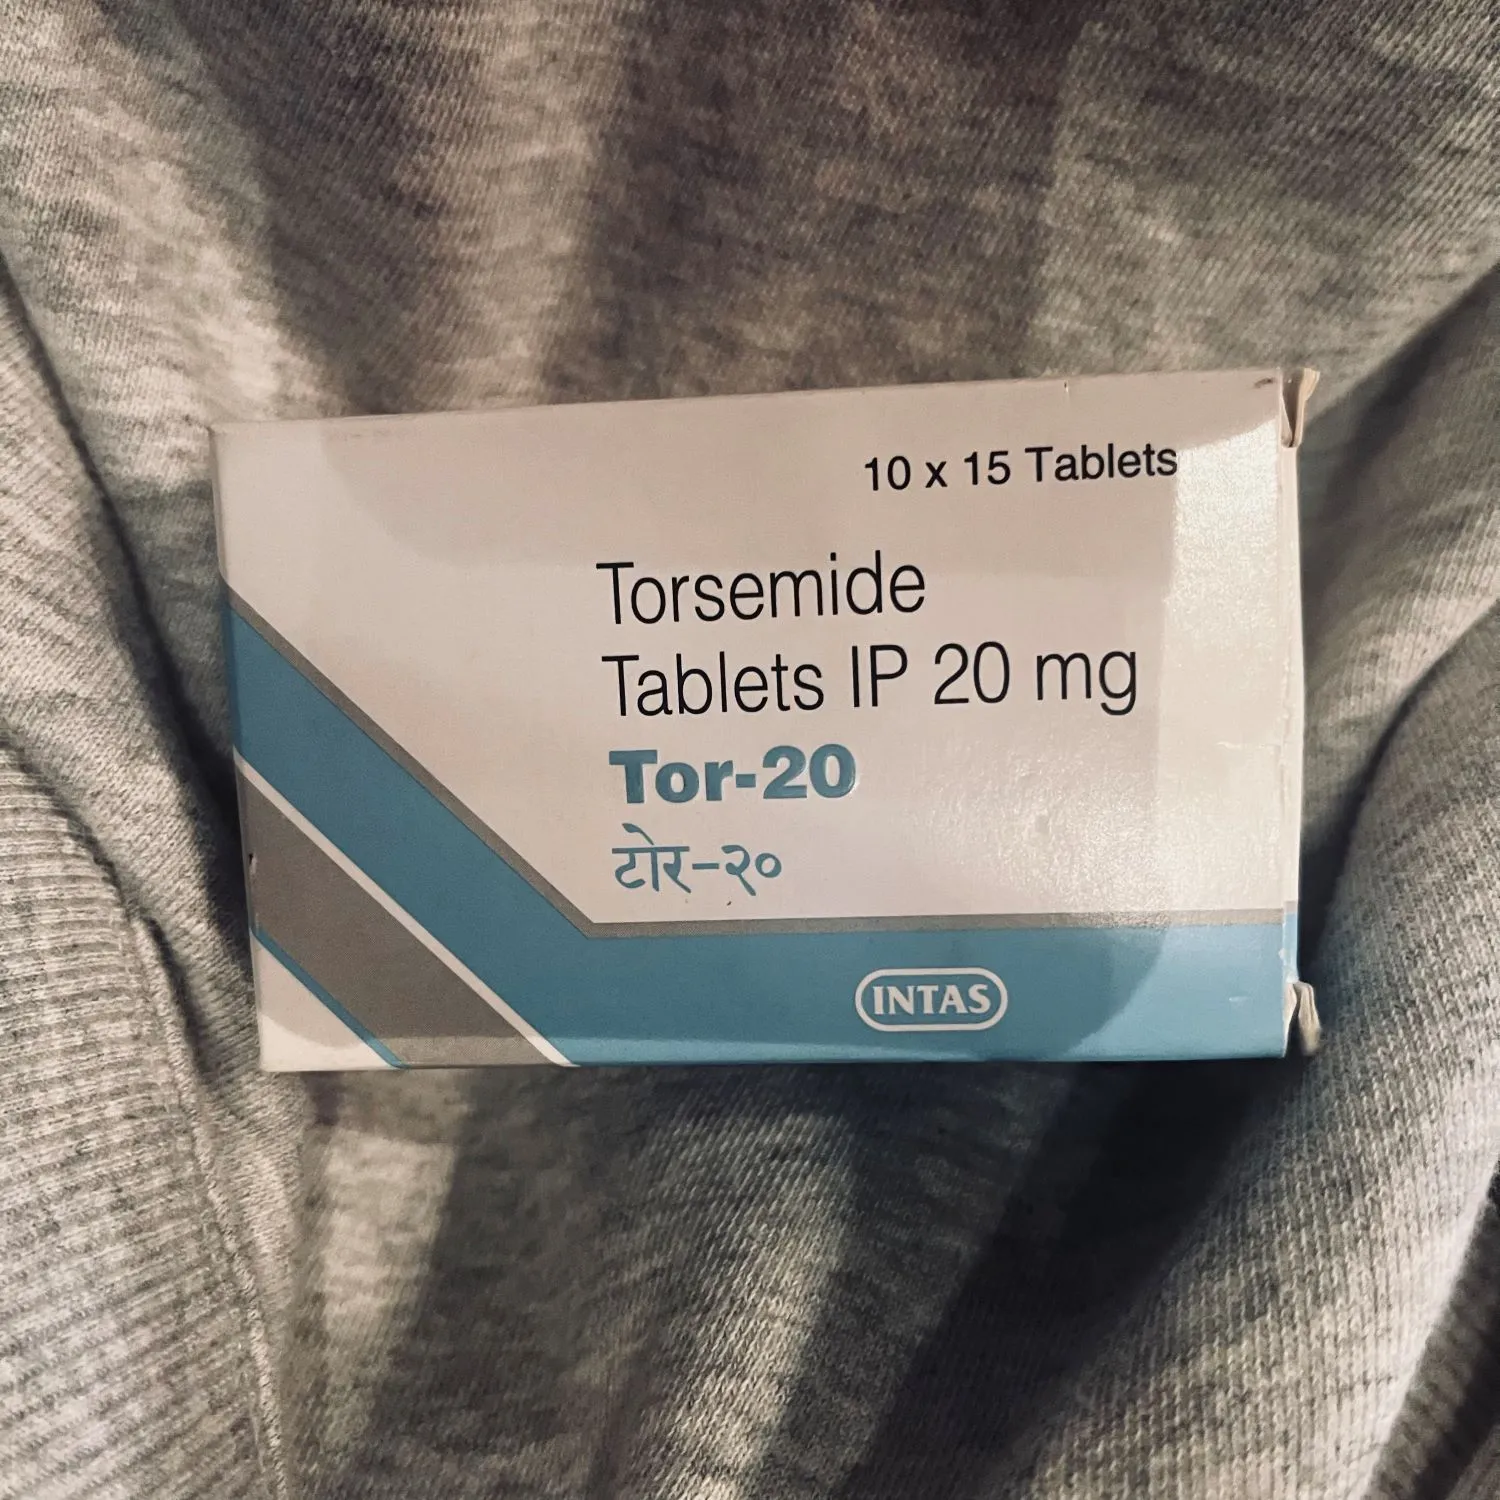 10 x 15 Tablets
Torsemide
Tablets IP 20 mg
Tor-20
टोर-२०
INTAS